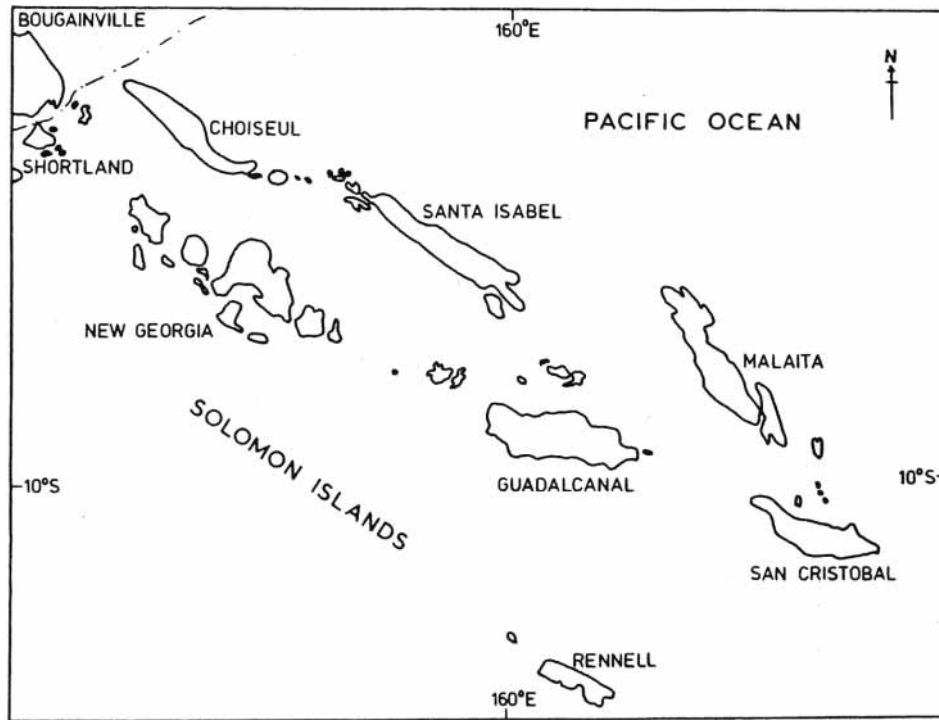 BOUGAINVILLE
160°E
N
CHOISEUL
PACIFIC OCEAN
SHORTLAND
SANTA ISABEL
NEW GEORGIA
MALAITA
SOLOMON ISLANDS
10°S
GUADALCANAL
10°S
SAN CRISTOBAL
RENNELL
160°E